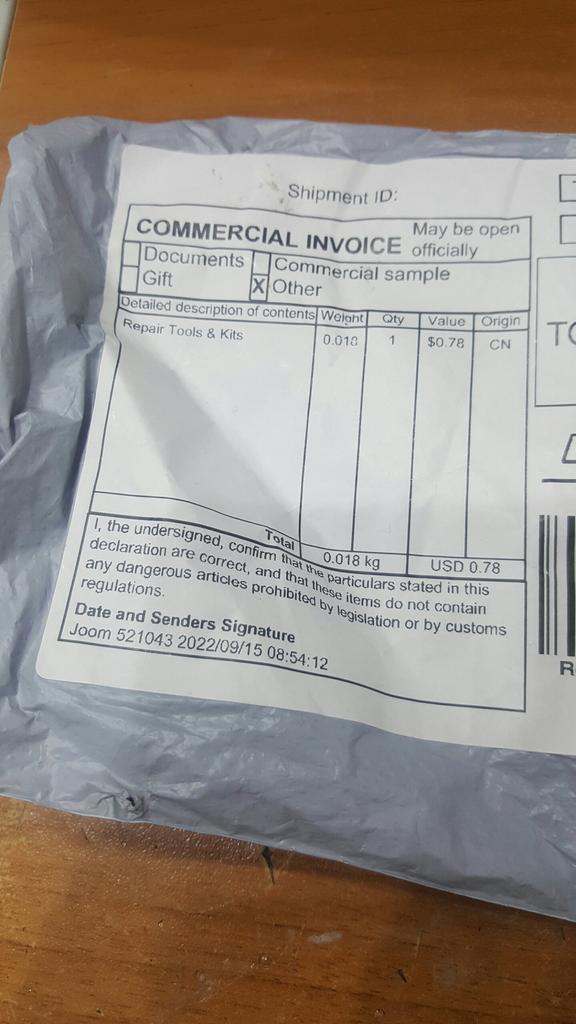 Shipment ID:
COMMERCIAL INVOICE May be open officially
Documents Commercial sample
Gift X Other
Detailed description of contents Weight Qty Value Origin
Repair Tools & Kits 0.018 1 $0.78 CN
Total 0.018 kg USD 0.78
I, the undersigned, confirm that the particulars stated in this
declaration are correct, and that these items do not contain
any dangerous articles prohibited by legislation or by customs
regulations.
Date and Senders Signature
Joom 521043 2022/09/15 08:54:12